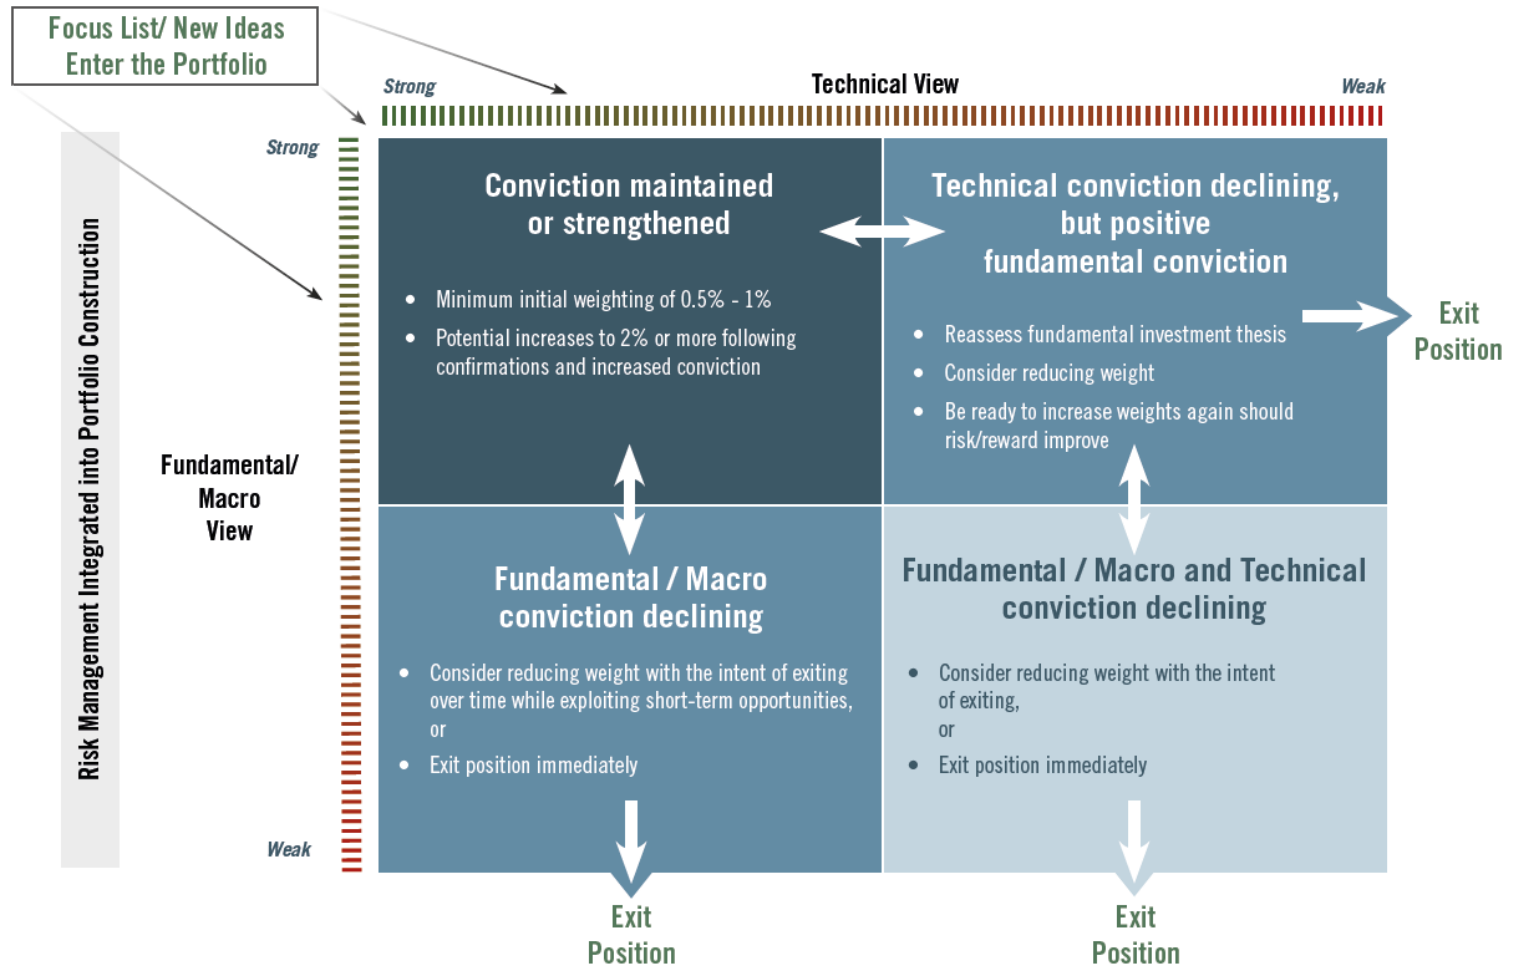 Focus List/ New Ideas
Enter the Portfolio
Strong
Technical View
Weak
Strong
Risk Management Integrated into Portfolio Construction
Fundamental/
Macro
View
Weak
Conviction maintained
or strengthened
• Minimum initial weighting of 0.5% - 1%
• Potential increases to 2% or more following
confirmations and increased conviction
Technical conviction declining,
but positive
fundamental conviction
• Reassess fundamental investment thesis
• Consider reducing weight
• Be ready to increase weights again should
risk/reward improve
Exit
Position
Fundamental / Macro
conviction declining
• Consider reducing weight with the intent of exiting
over time while exploiting short-term opportunities,
or
• Exit position immediately
Exit
Position
Fundamental / Macro and Technical
conviction declining
• Consider reducing weight with the intent
of exiting,
or
• Exit position immediately
Exit
Position